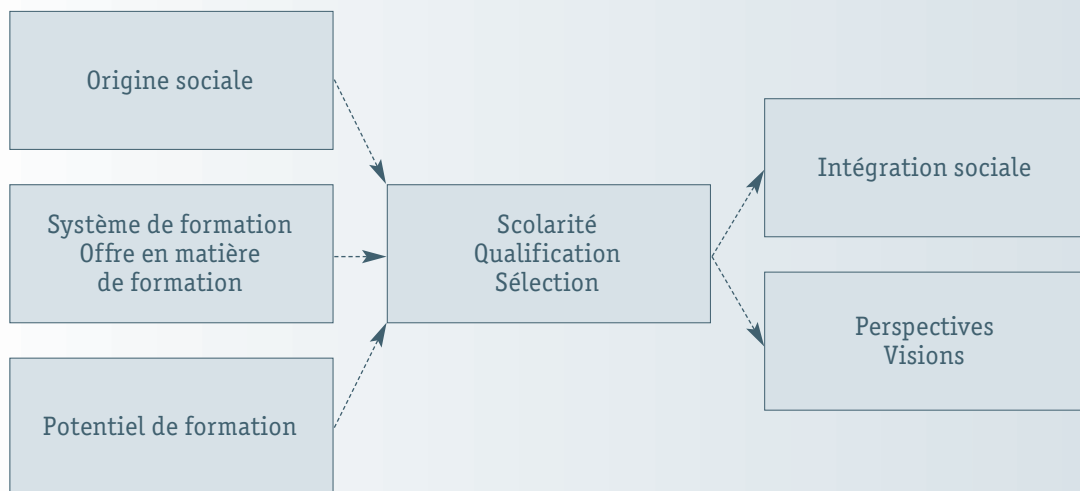 Origine sociale
Système de formation
Offre en matière
de formation
Potentiel de formation
Scolarité
Qualification
Sélection
Intégration sociale
Perspectives
Visions